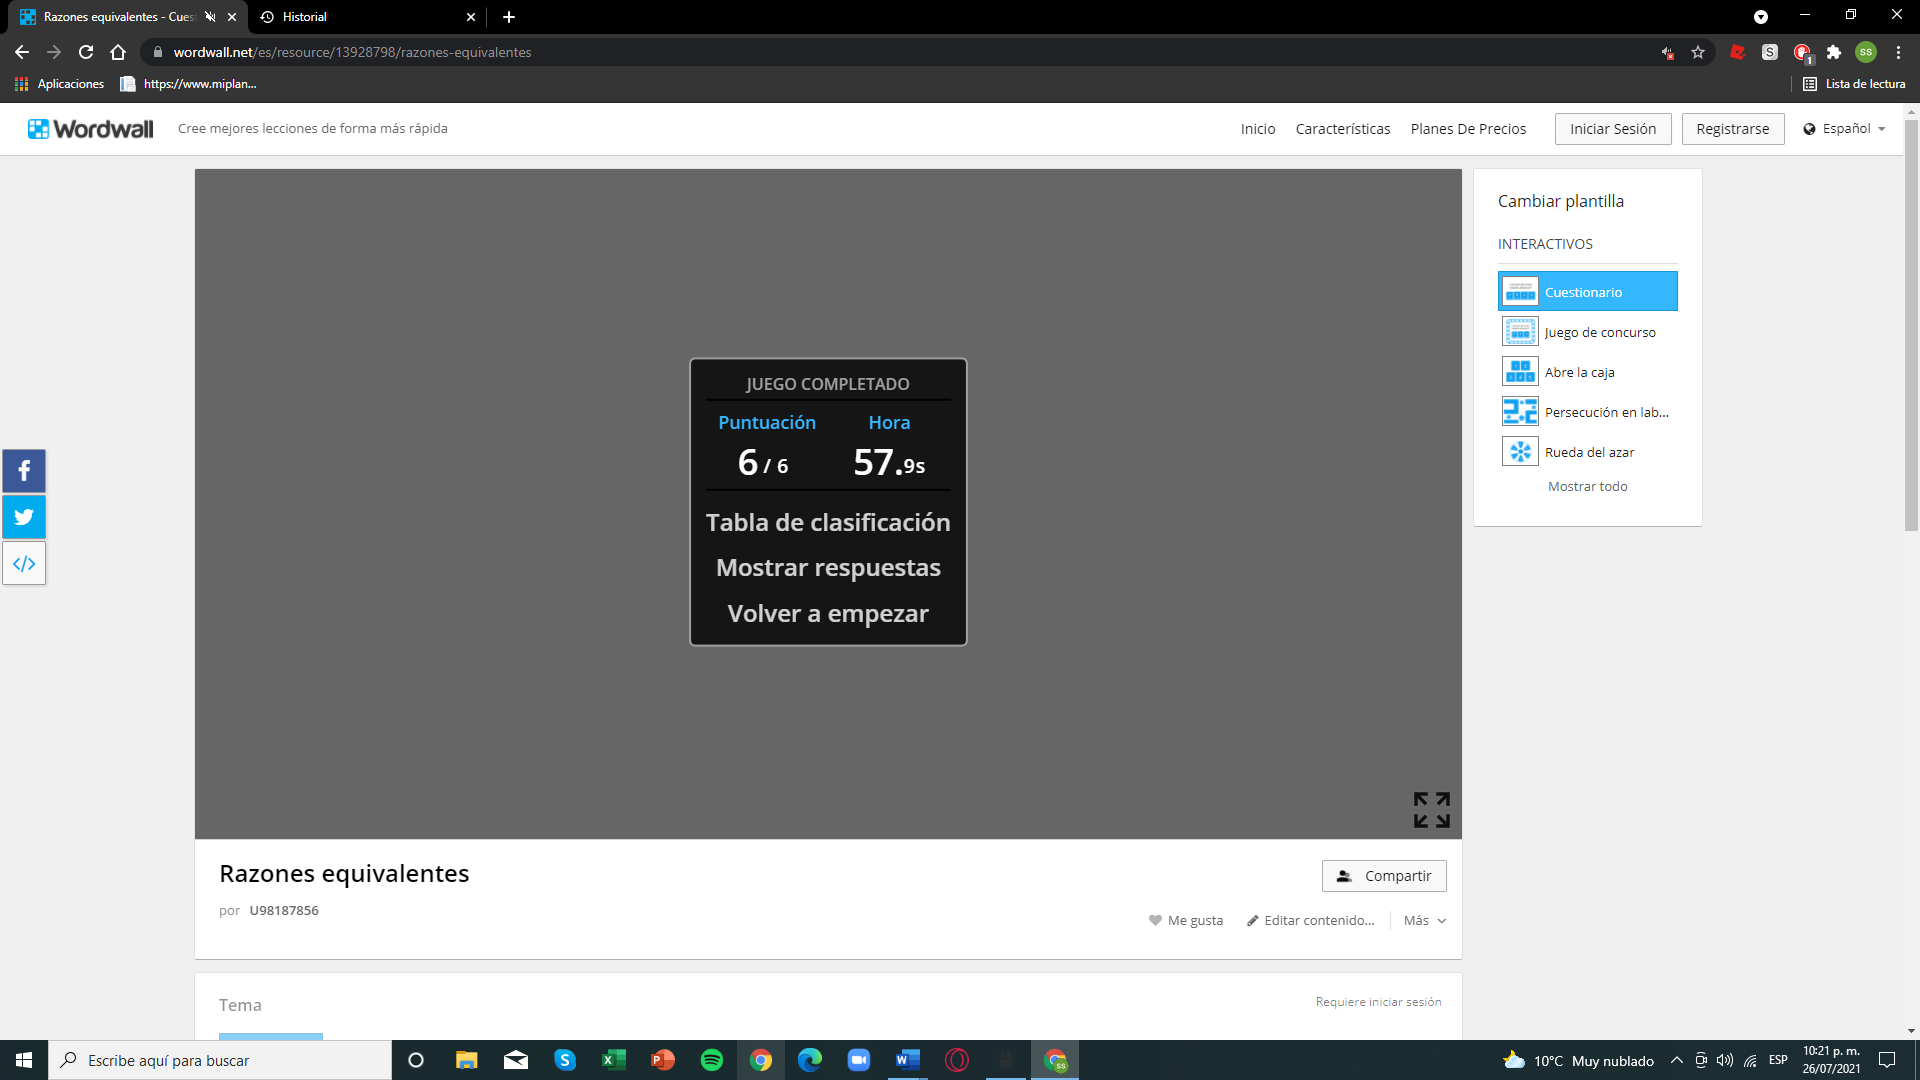 Razones equivalentes - Cues
Historial
wordwall.net/es/resource/13928798/razones-equivalentes
S
1
SS
Aplicaciones
https://www.miplan...
Lista de lectura
Wordwall
Cree mejores lecciones de forma más rápida
Inicio
Características
Planes De Precios
Iniciar Sesión
Registrarse
Español
Cambiar plantilla
INTERACTIVOS
Cuestionario
Juego de concurso
Abre la caja
Persecución en lab...
Rueda del azar
Mostrar todo
JUEGO COMPLETADO
Puntuación Hora
6 / 6 57.9s
Tabla de clasificación
Mostrar respuestas
Volver a empezar
Razones equivalentes
Compartir
por U98187856
Me gusta
Editar contenido...
Más
Tema
Requiere iniciar sesión
Escribe aquí para buscar
10°C Muy nublado
ESP
10:21 p. m.
26/07/2021